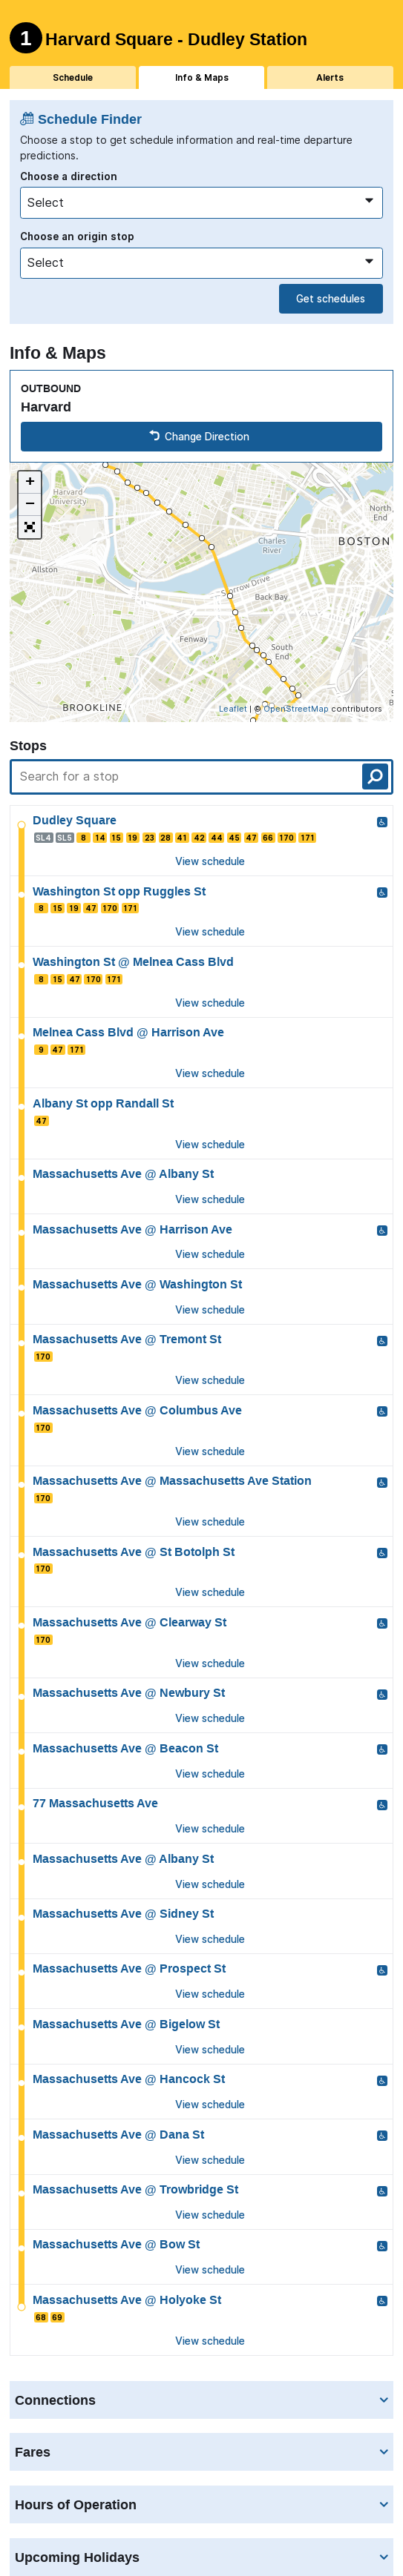 1 Harvard Square - Dudley Station
Schedule Info & Maps Alerts
Schedule Finder
Choose a stop to get schedule information and real-time departure
predictions.
Choose a direction
Select
Choose an origin stop
Select
Get schedules
Info & Maps
OUTBOUND
Harvard
Change Direction
+
−
Harvard
University
North
End
Charles
River
BOSTON
Allston
Storrow Drive
Back Bay
Fenway
South
End
BROOKLINE
Leaflet | © OpenStreetMap contributors
Stops
Search for a stop
Dudley Square
SL4 SL5 8 14 15 19 23 28 41 42 44 45 47 66 170 171
View schedule
Washington St opp Ruggles St
8 15 19 47 170 171
View schedule
Washington St @ Melnea Cass Blvd
8 15 47 170 171
View schedule
Melnea Cass Blvd @ Harrison Ave
9 47 171
View schedule
Albany St opp Randall St
47
View schedule
Massachusetts Ave @ Albany St
View schedule
Massachusetts Ave @ Harrison Ave
View schedule
Massachusetts Ave @ Washington St
View schedule
Massachusetts Ave @ Tremont St
170
View schedule
Massachusetts Ave @ Columbus Ave
170
View schedule
Massachusetts Ave @ Massachusetts Ave Station
170
View schedule
Massachusetts Ave @ St Botolph St
170
View schedule
Massachusetts Ave @ Clearway St
170
View schedule
Massachusetts Ave @ Newbury St
View schedule
Massachusetts Ave @ Beacon St
View schedule
77 Massachusetts Ave
View schedule
Massachusetts Ave @ Albany St
View schedule
Massachusetts Ave @ Sidney St
View schedule
Massachusetts Ave @ Prospect St
View schedule
Massachusetts Ave @ Bigelow St
View schedule
Massachusetts Ave @ Hancock St
View schedule
Massachusetts Ave @ Dana St
View schedule
Massachusetts Ave @ Trowbridge St
View schedule
Massachusetts Ave @ Bow St
View schedule
Massachusetts Ave @ Holyoke St
68 69
View schedule
Connections
Fares
Hours of Operation
Upcoming Holidays